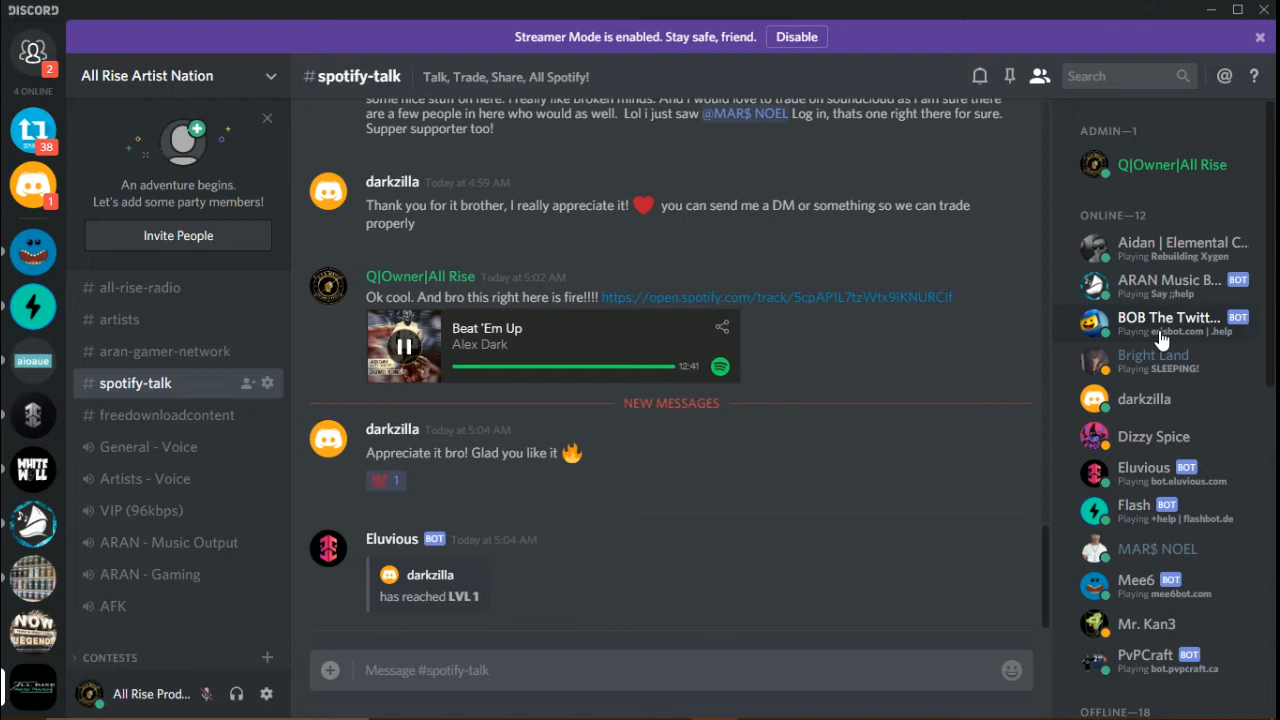 DISCORD
Streamer Mode is enabled. Stay safe, friend. Disable
2
4 ONLINE
38
1
aioaue
WHITE
NOW
LEGENDS
All Rise Artist Nation
An adventure begins.
Let's add some party members!
Invite People
# all-rise-radio
# artists
# aran-gamer-network
# spotify-talk
# freedownloadcontent
General - Voice
Artists - Voice
VIP (96kbps)
ARAN - Music Output
ARAN - Gaming
AFK
CONTESTS
All Rise Prod...
#spotify-talk Talk, Trade, Share, All Spotify! Search
some nice stuff on here. I really like broken minds. And I would love to trade on soundcloud as I am sure there
are a few people in here who would as well. Lol i just saw @MAR$ NOEL Log in, thats one right there for sure.
Supper supporter too!
darkzilla Today at 4:59 AM
Thank you for it brother, I really appreciate it! you can send me a DM or something so we can trade
properly
Q|Owner|All Rise Today at 5:02 AM
Ok cool. And bro this right here is fire!!!! https://open.spotify.com/track/5cpAP1L7tzWtx9iKNURClf
Beat 'Em Up
Alex Dark
12:41
NEW MESSAGES
darkzilla Today at 5:04 AM
Appreciate it bro! Glad you like it
1
Eluvious BOT Today at 5:04 AM
darkzilla
has reached LVL 1
Message #spotify-talk
ADMIN—1
Q|Owner|All Rise
ONLINE—12
Aidan | Elemental C...
Playing Rebuilding Xygen
ARAN Music B... BOT
Playing Say ;;help
BOB The Twitt... BOT
Playing erisbot.com | .help
Bright Land
Playing SLEEPING!
darkzilla
Dizzy Spice
Eluvious BOT
Playing bot.eluvious.com
Flash BOT
Playing +help | flashbot.de
MAR$ NOEL
Mee6 BOT
Playing mee6bot.com
Mr. Kan3
PvPCraft BOT
Playing bot.pvpcraft.ca
OFFLINE—18